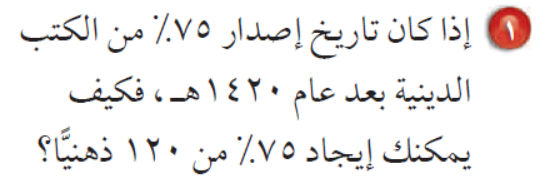 ١ إذا كان تاريخ إصدار ٧٥٪ من الكتب
الدينية بعد عام ١٤٢٠هـ، فكيف
يمكنك إيجاد ٧٥٪ من ١٢٠ ذهنيًّا؟